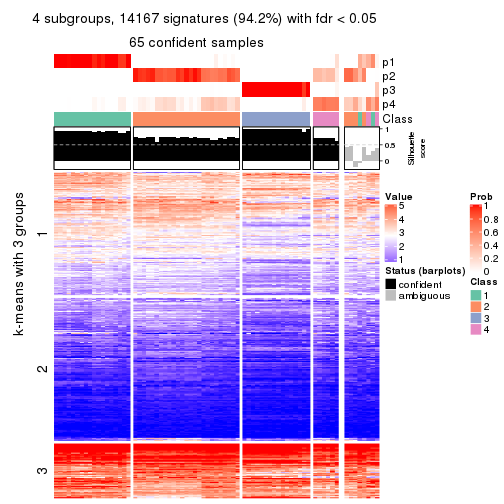 4 subgroups, 14167 signatures (94.2%) with fdr < 0.05
65 confident samples
p1
p2
p3
p4
Class
1
0.5
0
Silhouette
score
k-means with 3 groups
1
2
3
Value
5
4
3
2
1
Status (barplots)
confident
ambiguous
Prob
1
0.8
0.6
0.4
0.2
0
Class
1
2
3
4